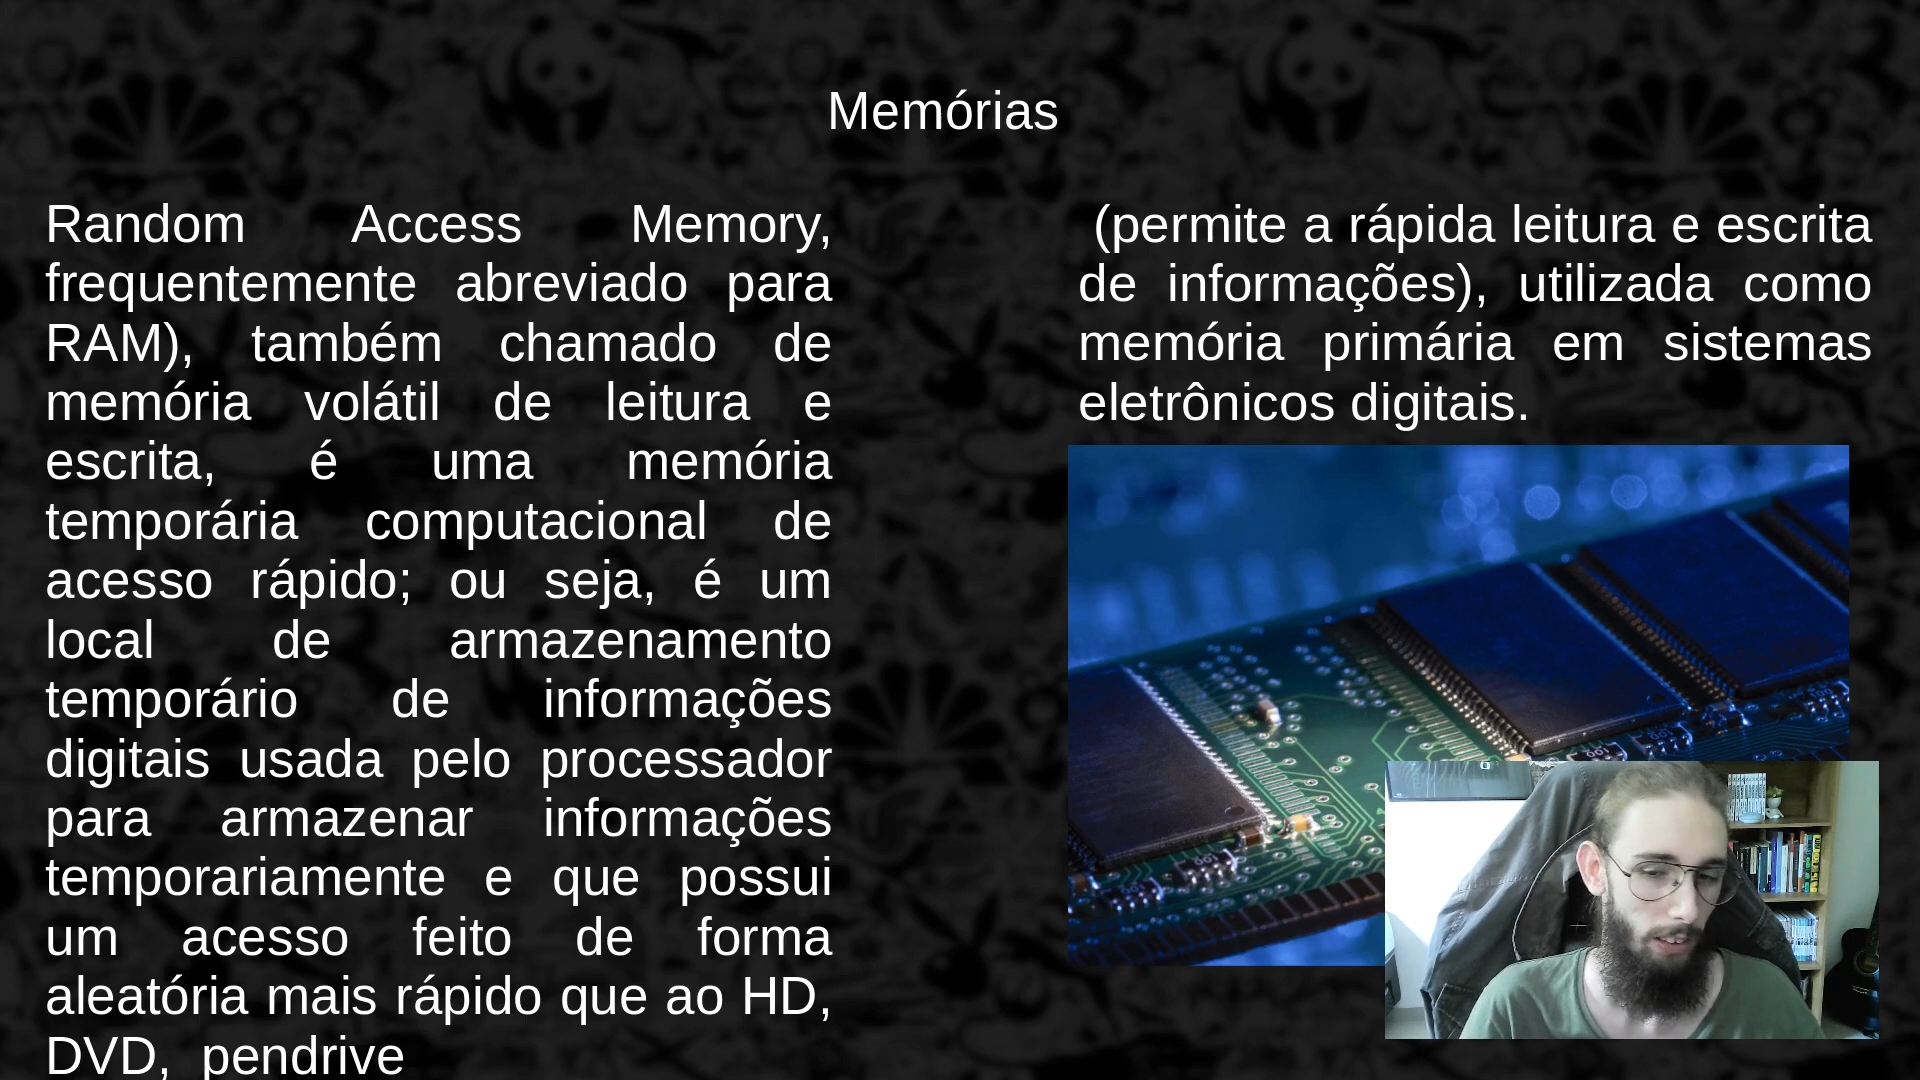 Memórias
Random Access Memory,
frequentemente abreviado para
RAM), também chamado de
memória volátil de leitura e
escrita, é uma memória
temporária computacional de
acesso rápido; ou seja, é um
local de armazenamento
temporário de informações
digitais usada pelo processador
para armazenar informações
temporariamente e que possui
um acesso feito de forma
aleatória mais rápido que ao HD,
DVD, pendrive
(permite a rápida leitura e escrita
de informações), utilizada como
memória primária em sistemas
eletrônicos digitais.